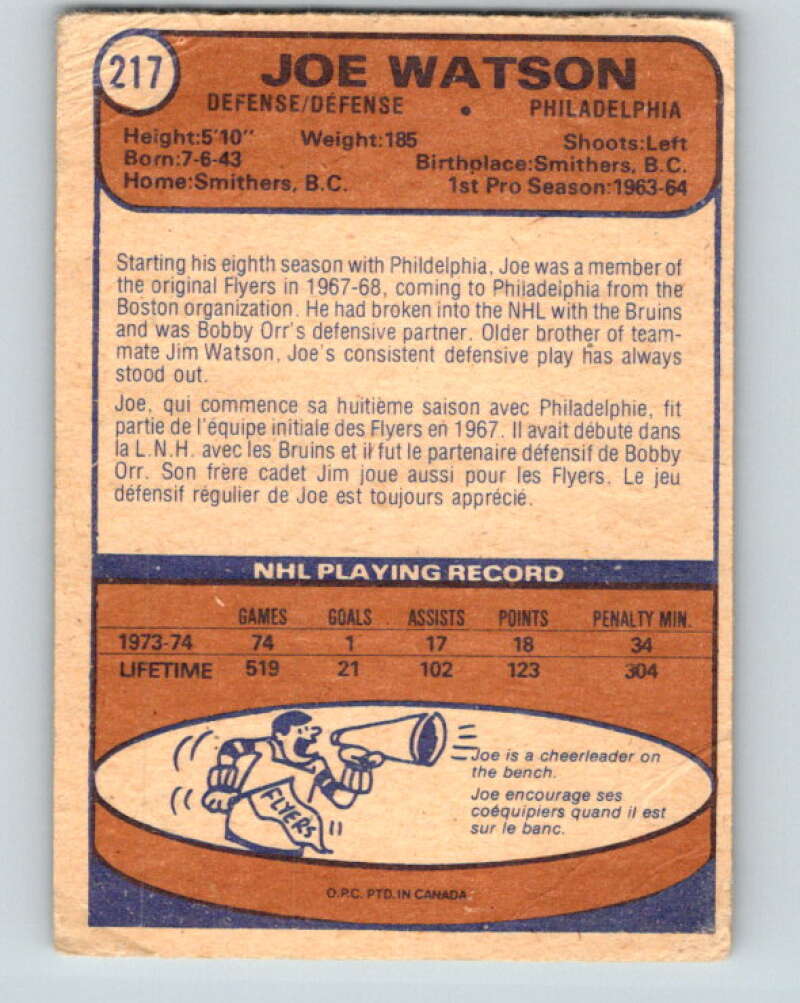 217
JOE WATSON
DEFENSE/DÉFENSE • PHILADELPHIA
Height:5'10" Weight:185 Shoots:Left
Born:7-6-43 Birthplace:Smithers, B.C.
Home:Smithers, B.C. 1st Pro Season:1963-64
Starting his eighth season with Phildelphia, Joe was a member of
the original Flyers in 1967-68, coming to Philadelphia from the
Boston organization. He had broken into the NHL with the Bruins
and was Bobby Orr's defensive partner. Older brother of team-
mate Jim Watson, Joe's consistent defensive play has always
stood out.
Joe, qui commence sa huitième saison avec Philadelphie, fit
partie de l'équipe initiale des Flyers en 1967. Il avait débuté dans
la L.N.H. avec les Bruins et il fut le partenaire défensif de Bobby
Orr. Son frère cadet Jim joue aussi pour les Flyers. Le jeu
défensif régulier de Joe est toujours apprécié.
NHL PLAYING RECORD
GAMES GOALS ASSISTS POINTS PENALTY MIN.
1973-74 74 1 17 18 34
LIFETIME 519 21 102 123 304
FLYERS
Joe is a cheerleader on
the bench.
Joe encourage ses
coéquipiers quand il est
sur le banc.
O.P.C. PTD. IN CANADA